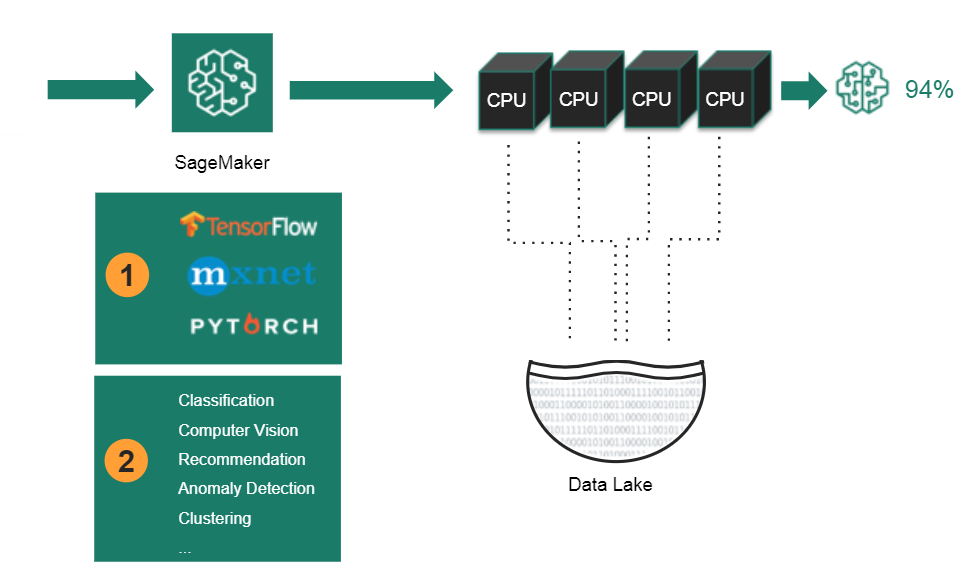 CPU
CPU
CPU
CPU
94%
SageMaker
1
TensorFlow
mxnet
PYTORCH
2
Classification
Computer Vision
Recommendation
Anomaly Detection
Clustering
...
Data Lake